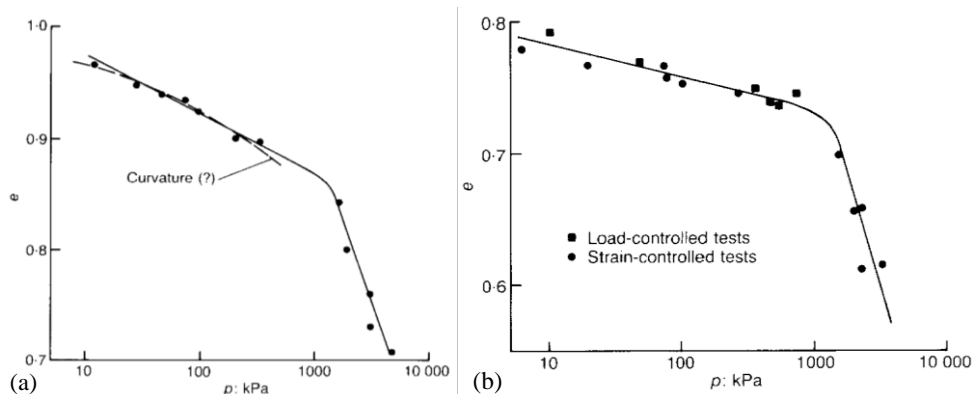 1·0
0·9
0·8
0·7
e
Curvature (?)
10
100
1000
10 000
p: kPa
(a)
0·8
0·7
0·6
e
Load-controlled tests
Strain-controlled tests
10
100
1000
10 000
p: kPa
(b)